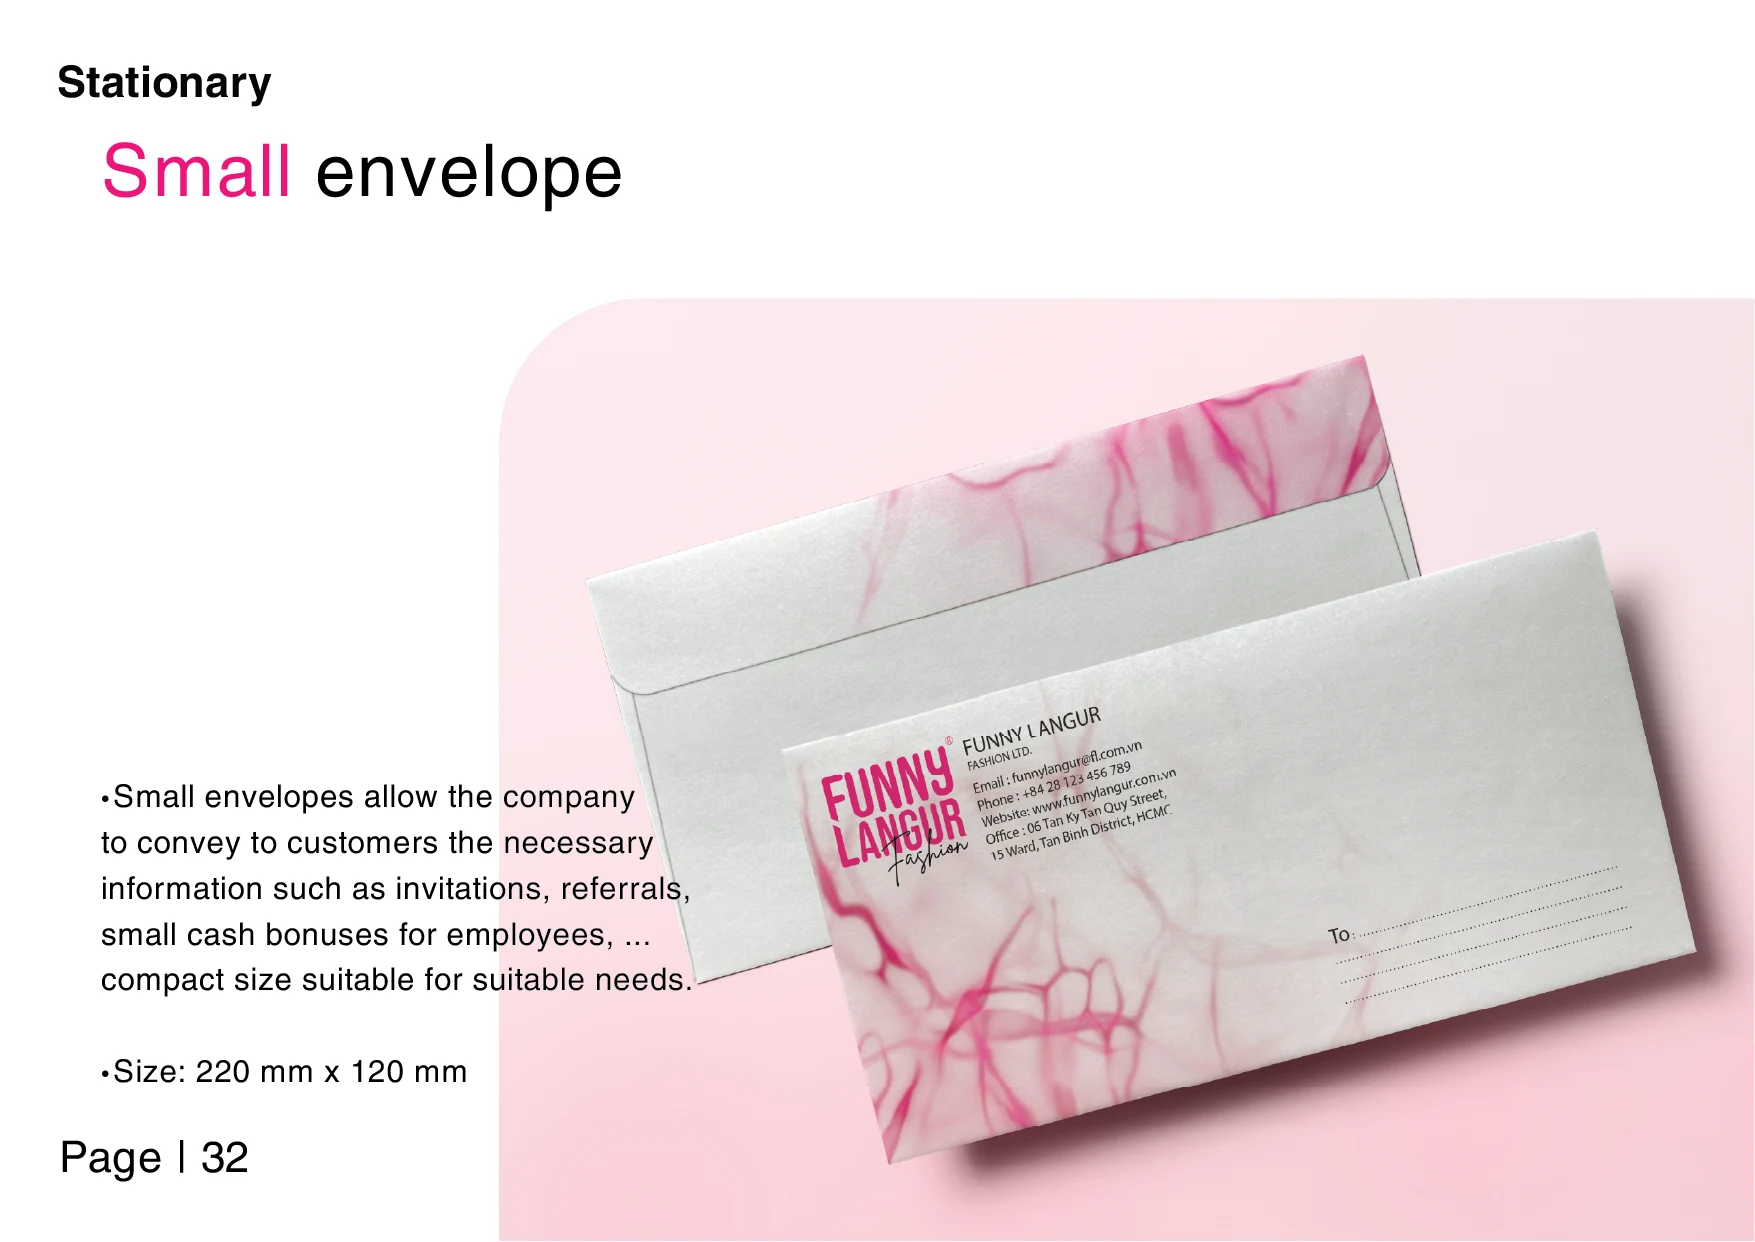 Stationary
Small envelope
FUNNY®
LANGUR
Fashion
FUNNY LANGUR
FASHION LTD.
Email : funnylangur@fl.com.vn
Phone : +84 28 123 456 789
Website: www.funnylangur.com.vn
Office : 06 Tan Ky Tan Quy Street,
15 Ward, Tan Binh District, HCMC.
To :
•Small envelopes allow the company
to convey to customers the necessary
information such as invitations, referrals,
small cash bonuses for employees, ...
compact size suitable for suitable needs.
•Size: 220 mm x 120 mm
Page | 32